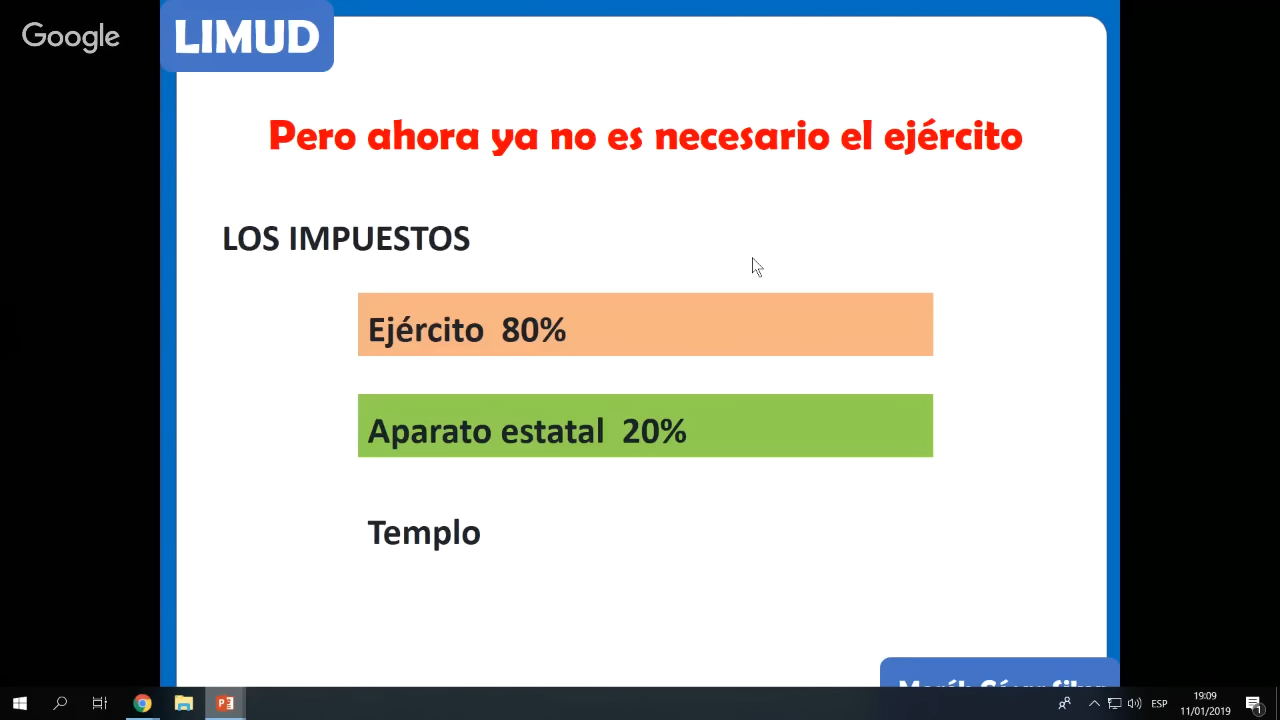 Google
LIMUD
Pero ahora ya no es necesario el ejército
LOS IMPUESTOS
Ejército 80%
Aparato estatal 20%
Templo
19:09
ESP
11/01/2019
1